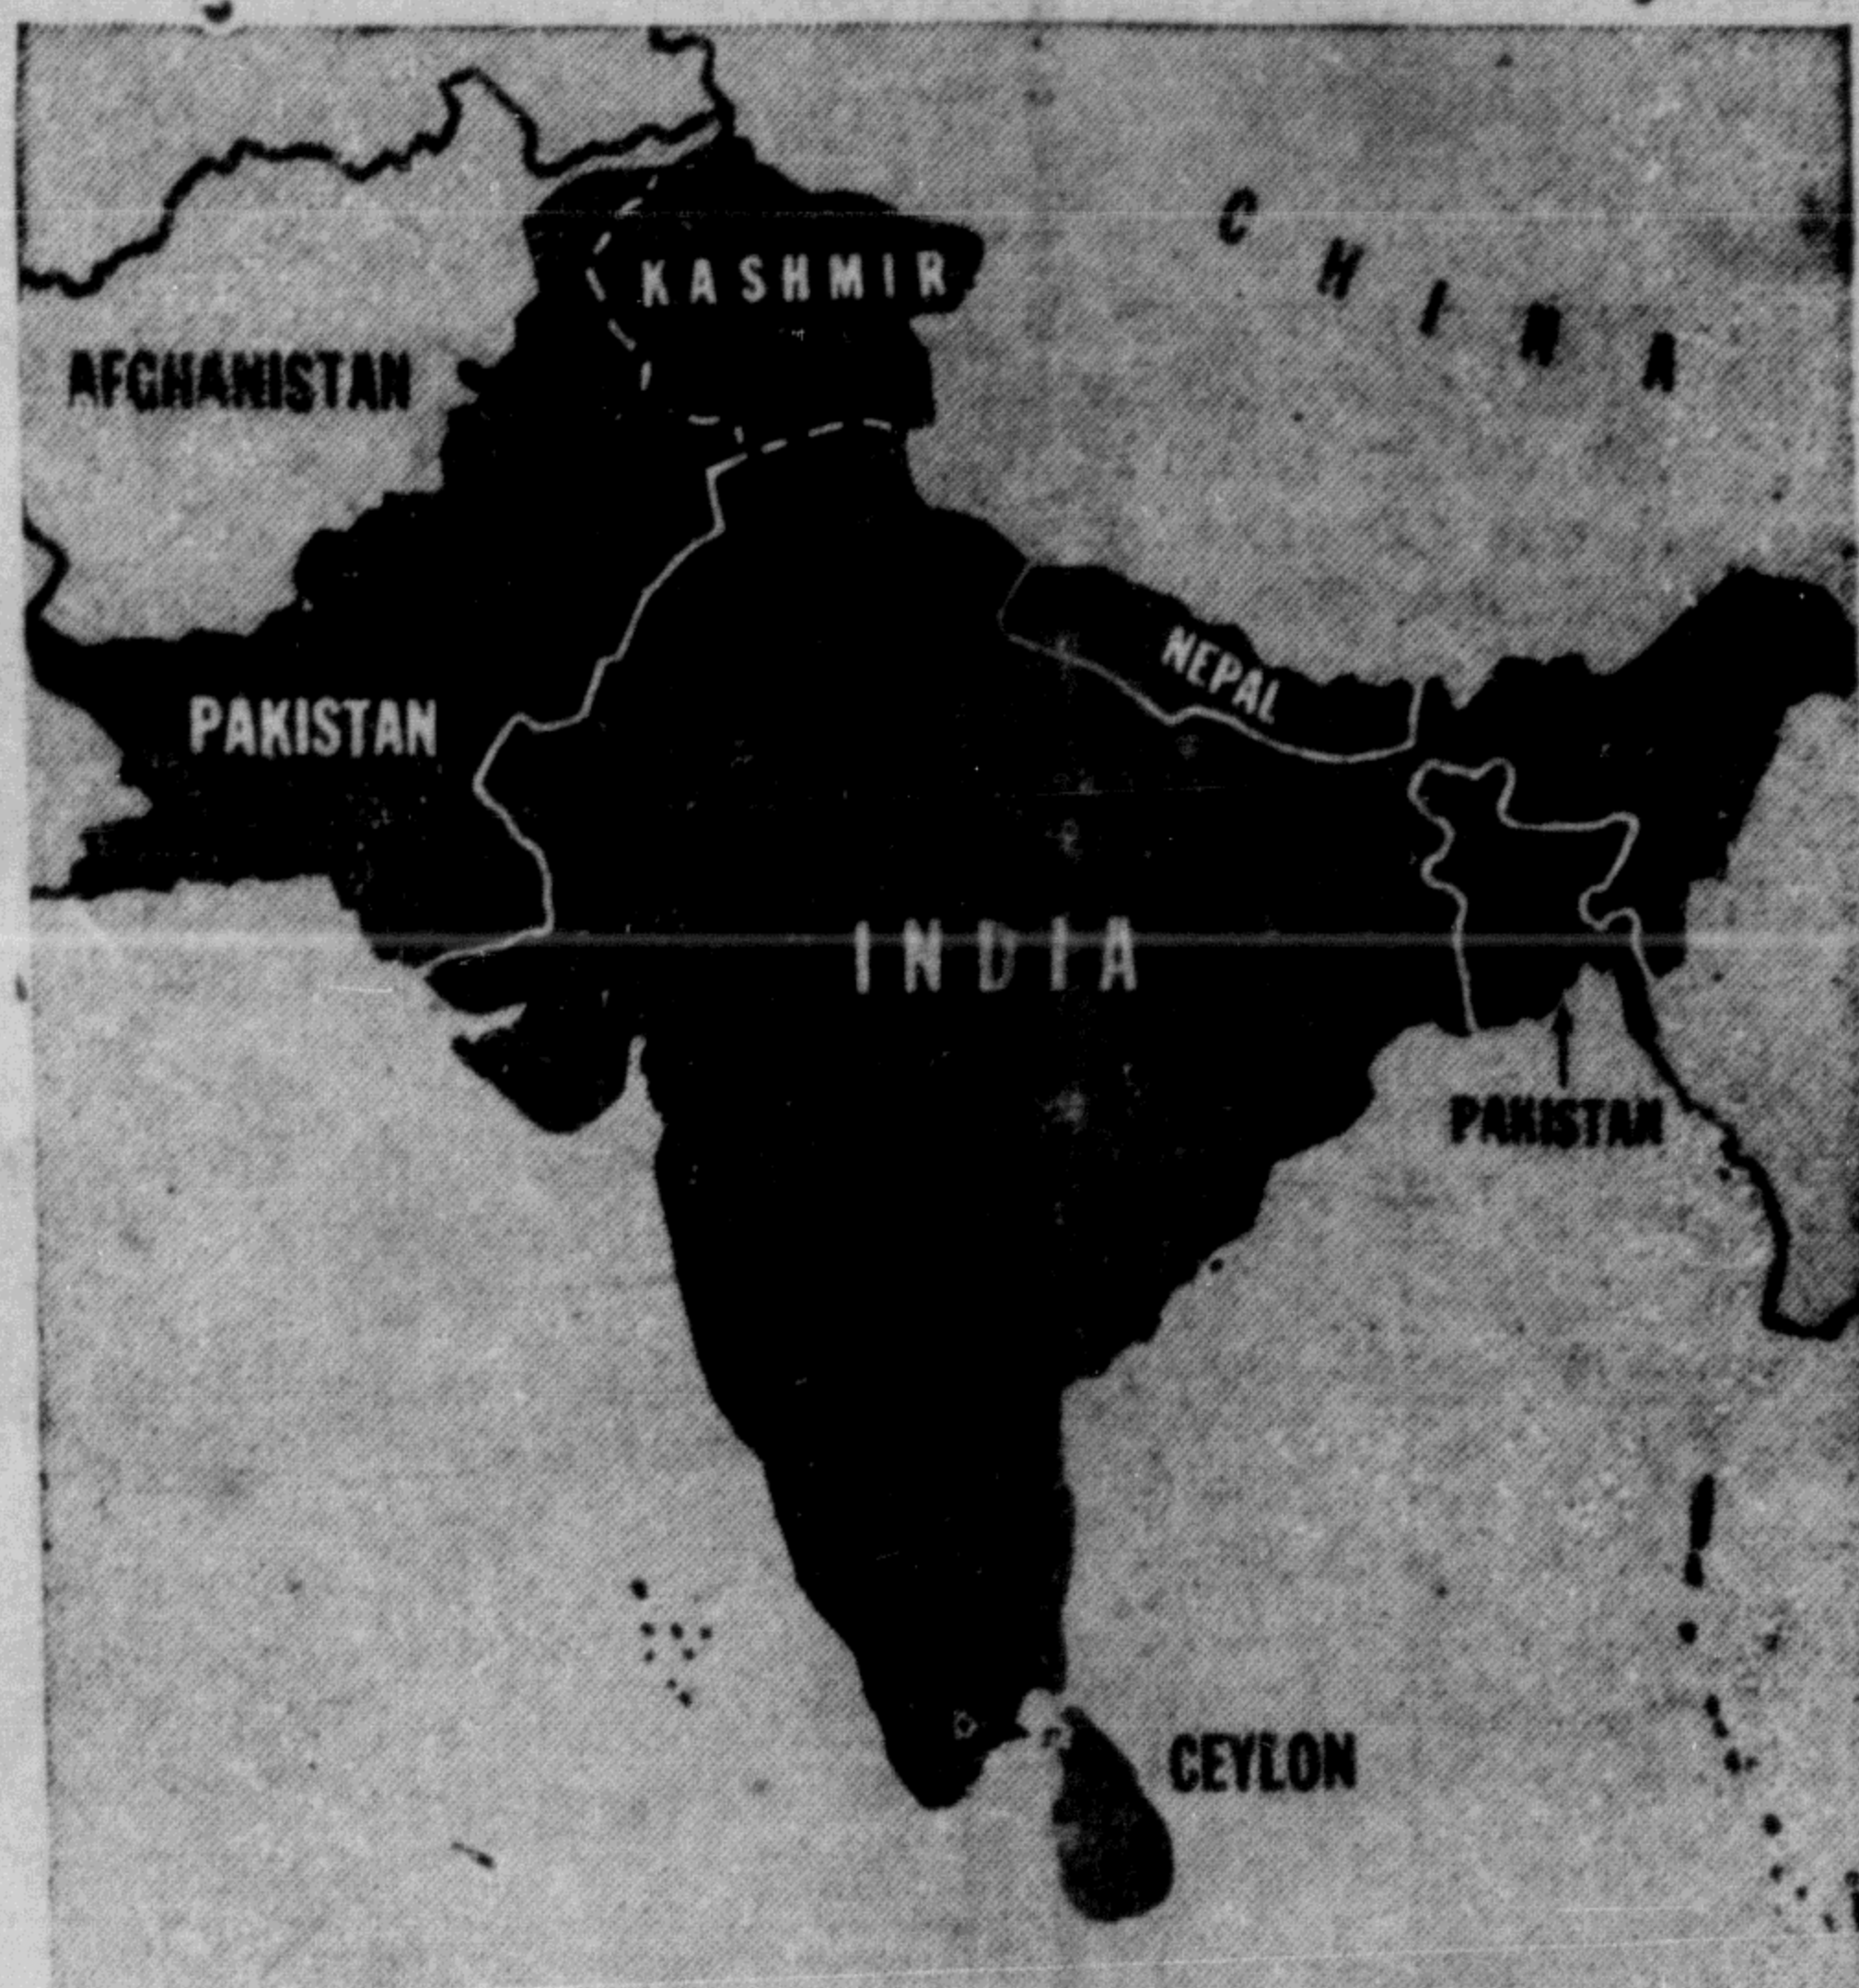 CHINA
KASHMIR
AFGHANISTAN
NEPAL
PAKISTAN
INDIA
PAKISTAN
CEYLON